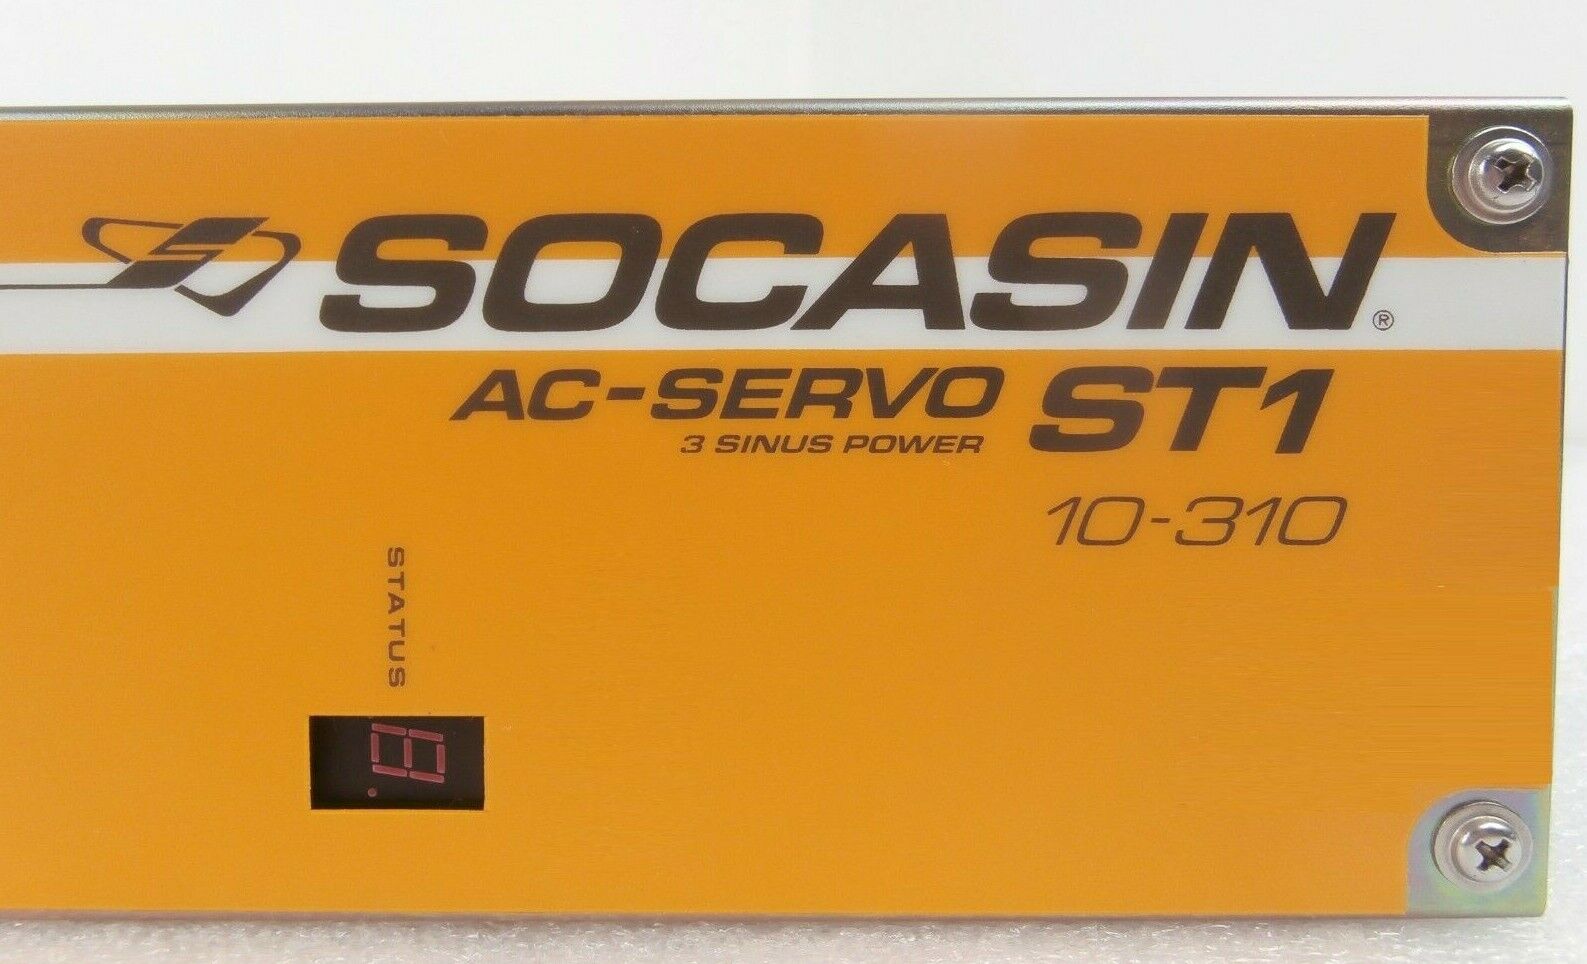 SOCASIN®
AC-SERVO ST1
3 SINUS POWER
10-310
STATUS